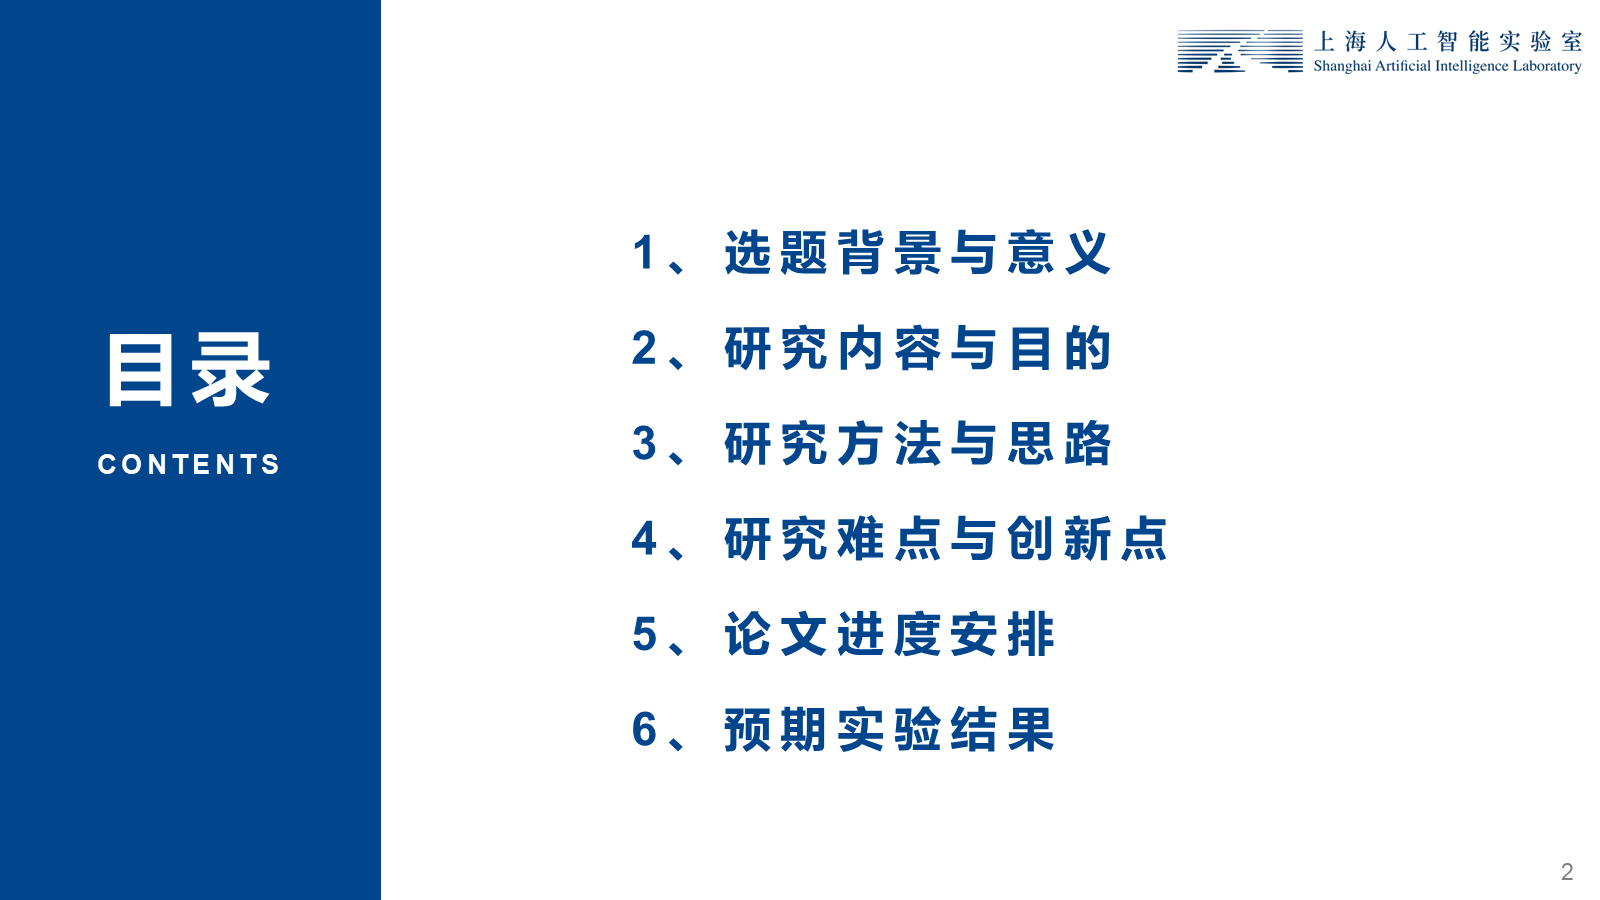 上海人工智能实验室
Shanghai Artificial Intelligence Laboratory
目录
CONTENTS
1、选题背景与意义
2、研究内容与目的
3、研究方法与思路
4、研究难点与创新点
5、论文进度安排
6、预期实验结果
2